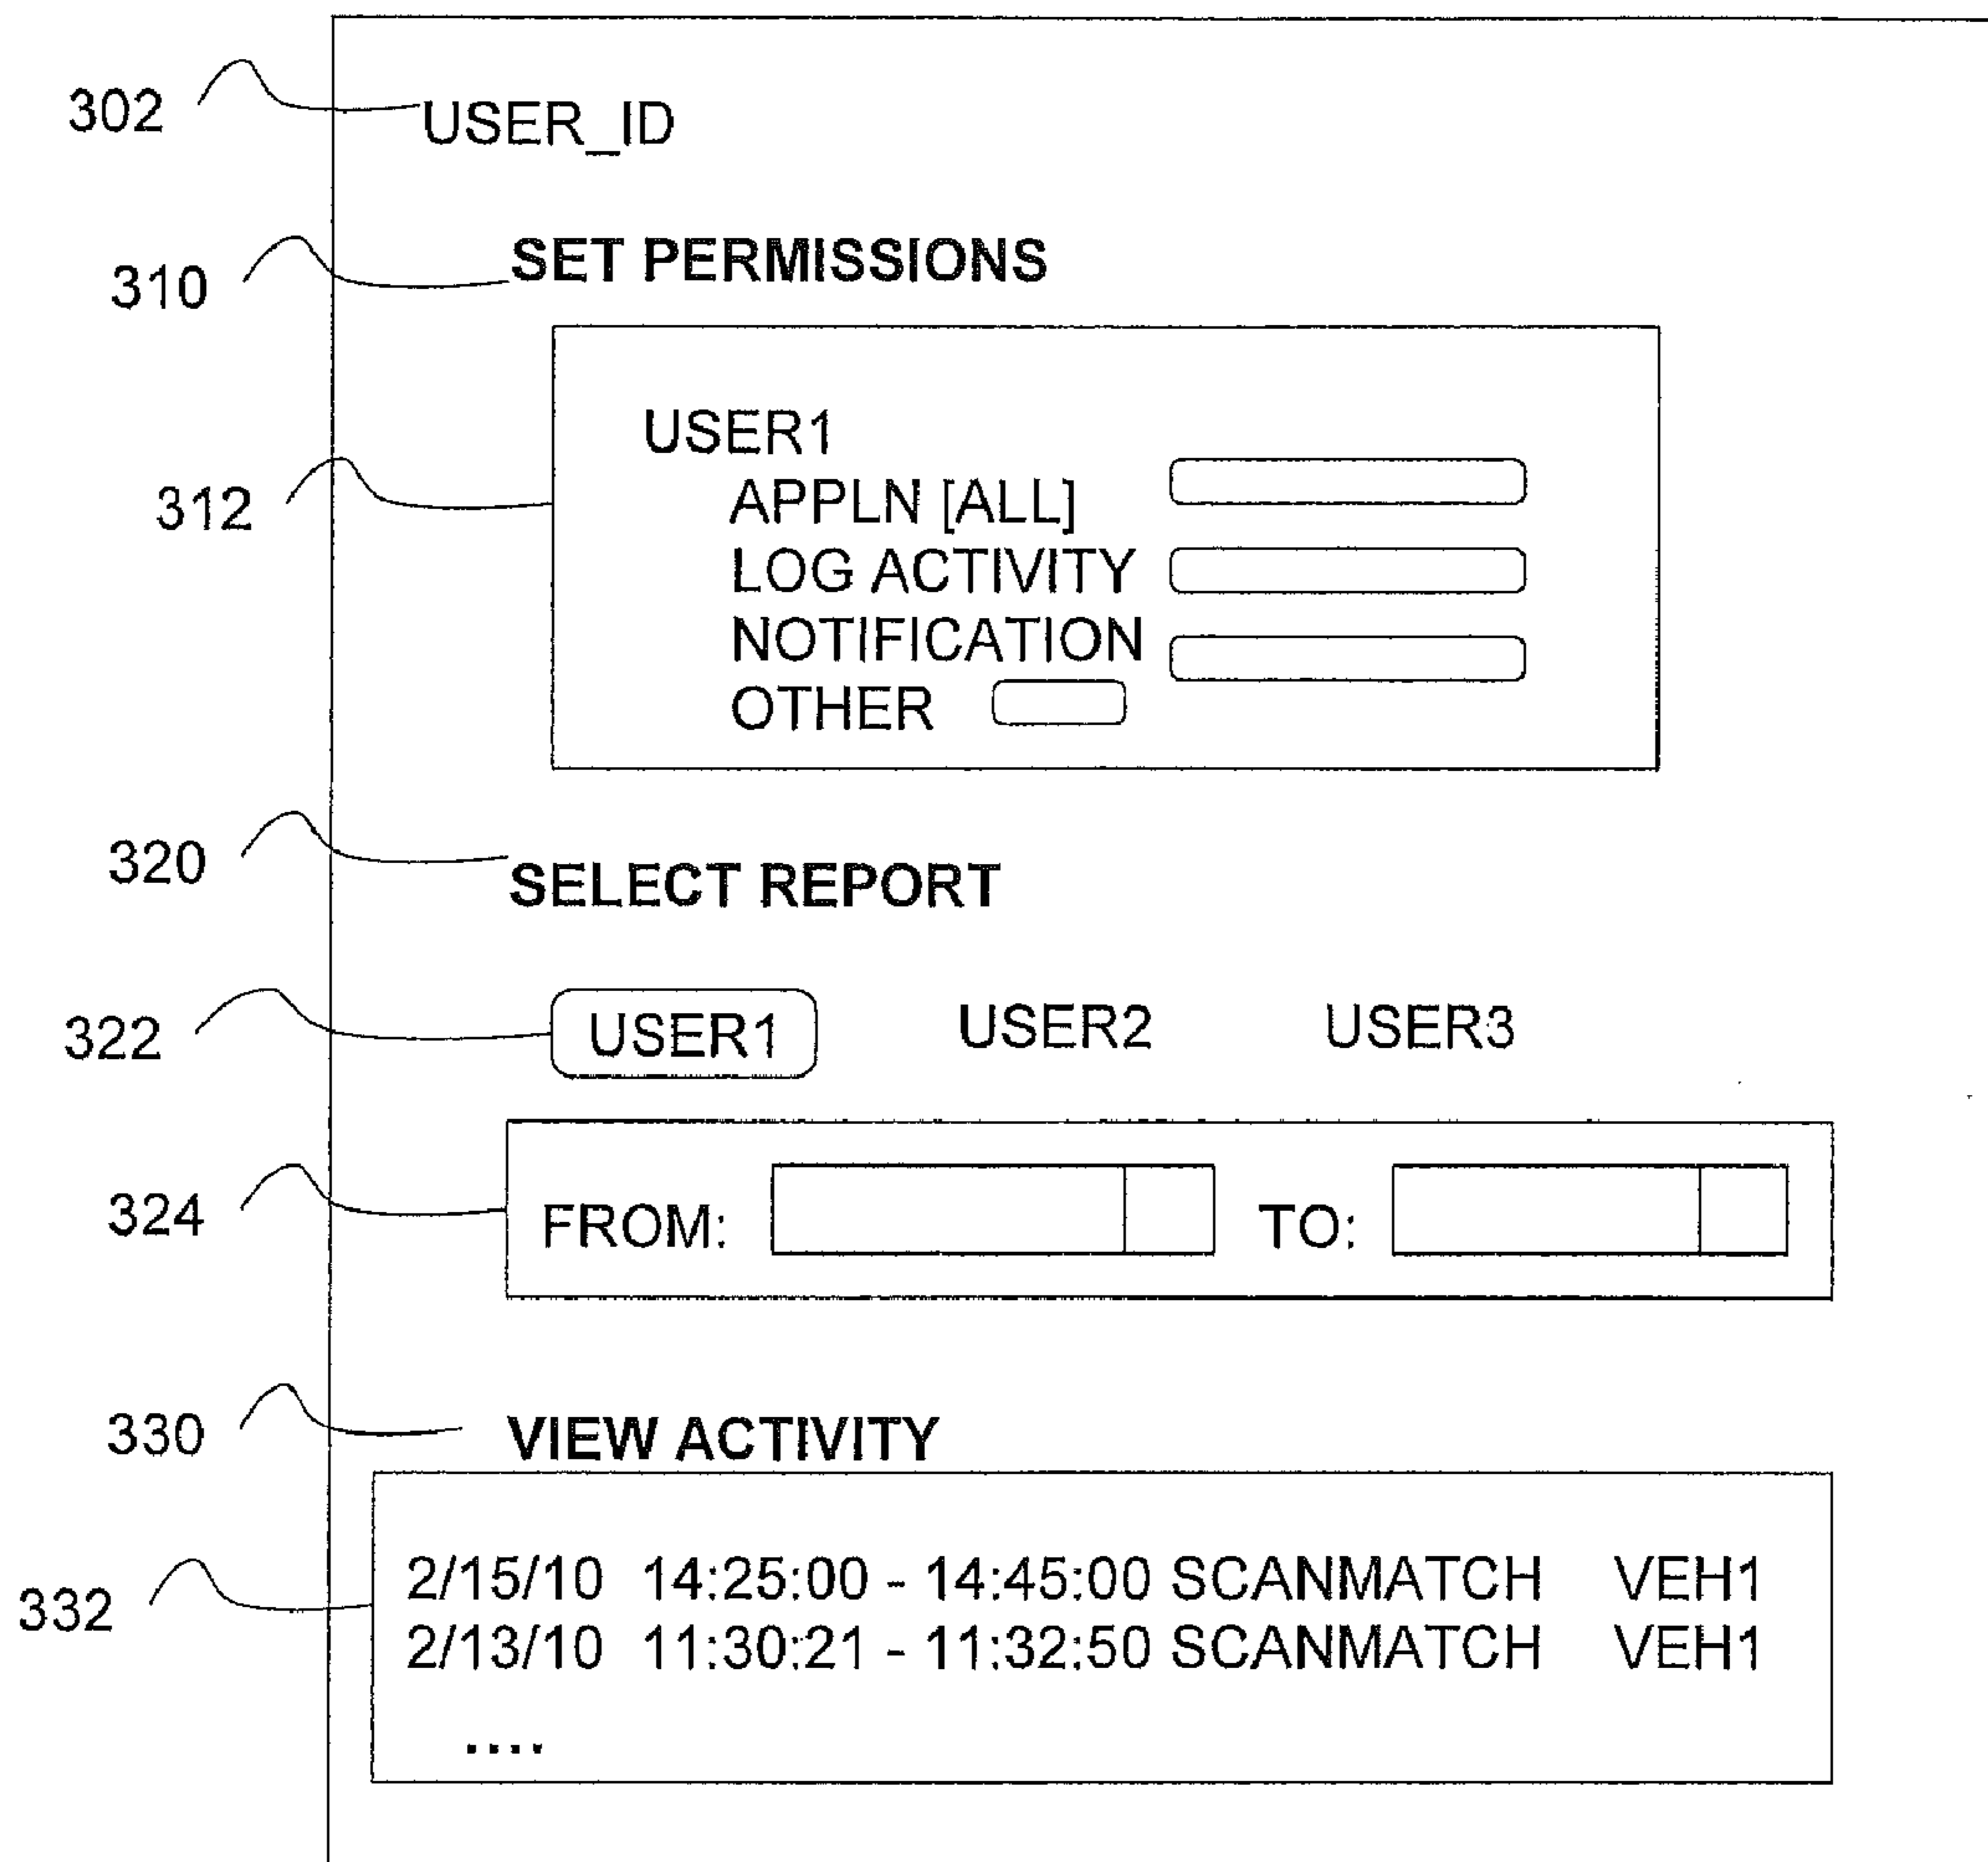 302 USER_ID
310 SET PERMISSIONS
USER1
312 APPLN [ALL]
LOG ACTIVITY
NOTIFICATION
OTHER
320 SELECT REPORT
322 USER1 USER2 USER3
324 FROM: TO:
330 VIEW ACTIVITY
2/15/10 14:25:00 - 14:45:00 SCANMATCH VEH1
332 2/13/10 11:30:21 - 11:32:50 SCANMATCH VEH1
....